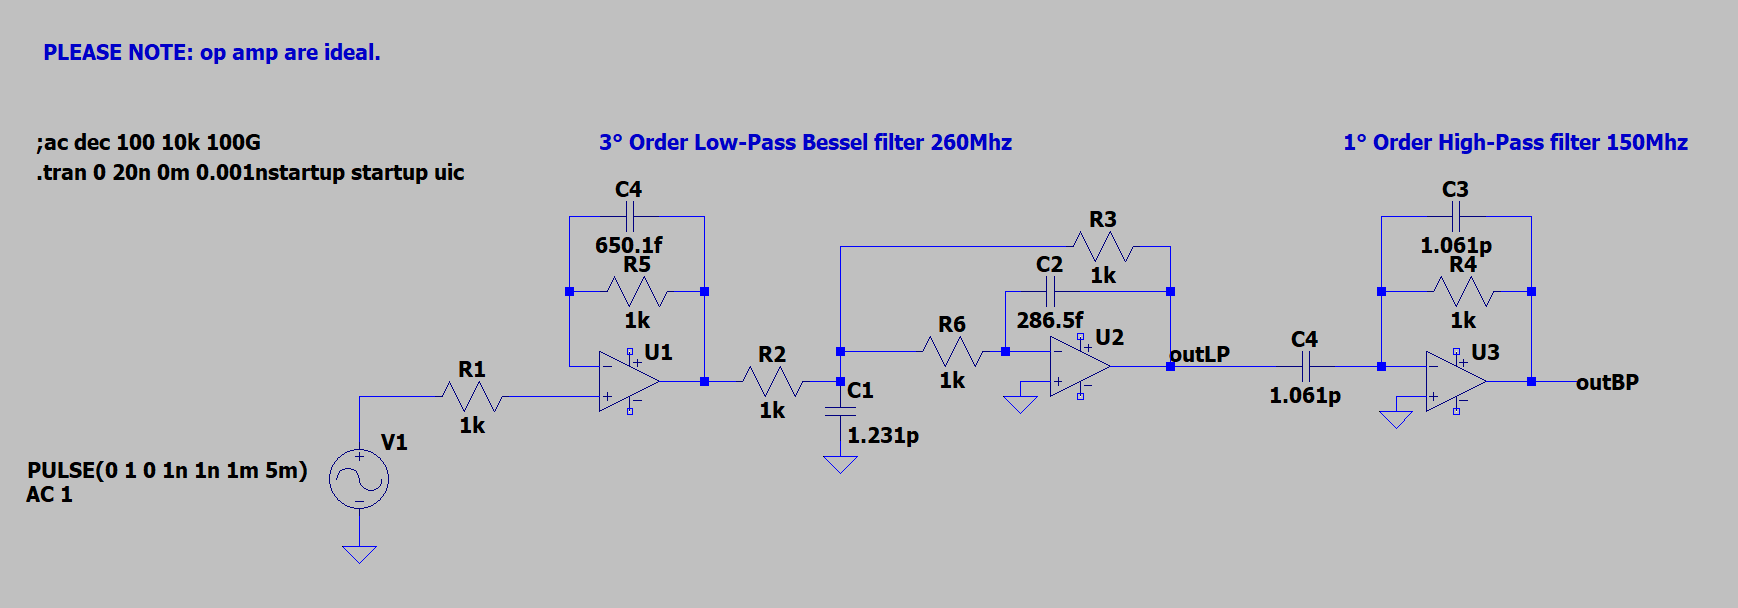 PLEASE NOTE: op amp are ideal.
;ac dec 100 10k 100G
.tran 0 20n 0m 0.001nstartup startup uic
3° Order Low-Pass Bessel filter 260Mhz
1° Order High-Pass filter 150Mhz
C4
650.1f
R5
1k
U1
R1
1k
V1
PULSE(0 1 0 1n 1n 1m 5m)
AC 1
R2
1k
C1
1.231p
R3
1k
C2
286.5f
R6
1k
U2
outLP
C4
1.061p
C3
1.061p
R4
1k
U3
outBP